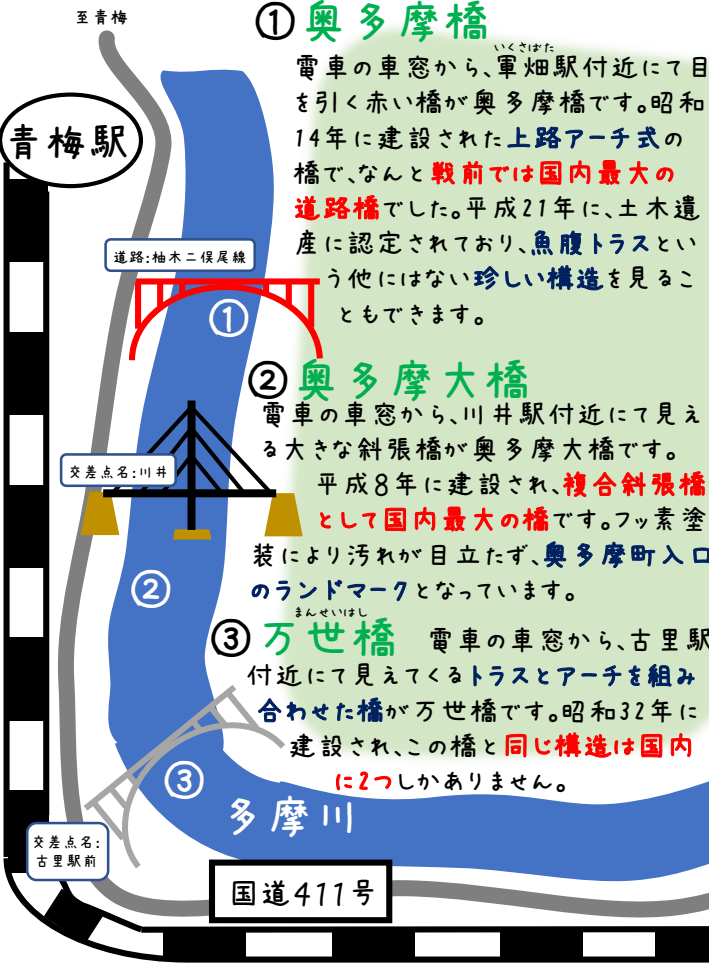 至青梅
① 奥多摩橋
いくさばた
電車の車窓から、軍畑駅付近にて目
を引く赤い橋が奥多摩橋です。昭和
14年に建設された上路アーチ式の
橋で、なんと戦前では国内最大の
道路橋でした。平成21年に、土木遺
産に認定されており、魚腹トラスとい
う他にはない珍しい構造を見るこ
ともできます。
青梅駅
道路:柚木二俣尾線
①
② 奥多摩大橋
電車の車窓から、川井駅付近にて見え
る大きな斜張橋が奥多摩大橋です。
平成8年に建設され、複合斜張橋
として国内最大の橋です。フッ素塗
装により汚れが目立たず、奥多摩町入口
のランドマークとなっています。
交差点名:川井
②
まんせいはし
③ 万世橋 電車の車窓から、古里駅
付近にて見えてくるトラスとアーチを組み
合わせた橋が万世橋です。昭和32年に
建設され、この橋と同じ構造は国内
に2つしかありません。
③
多摩川
交差点名:
古里駅前
国道411号